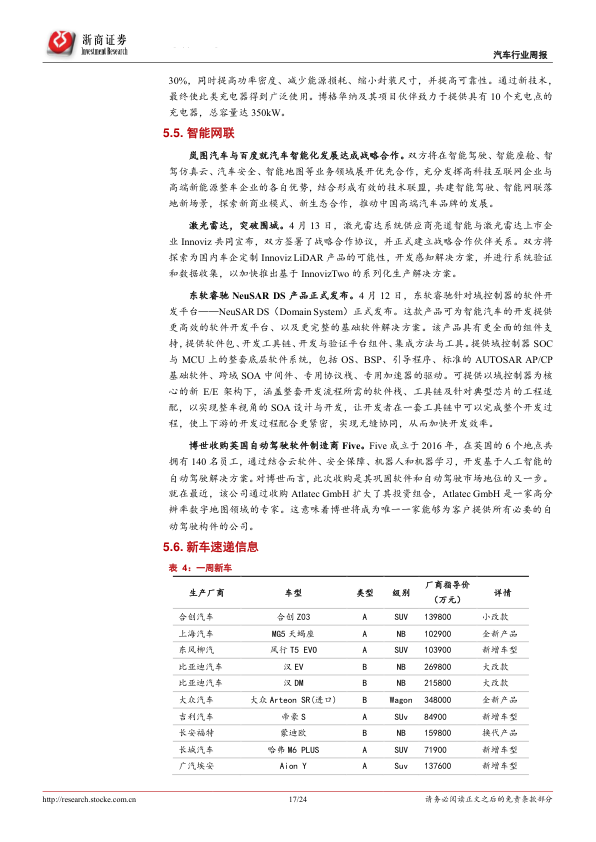 浙商证券
Investment Research
汽车行业周报
30%，同时提高功率密度、减少能源损耗、缩小封装尺寸，并提高可靠性。通过新技术，
最终使此类充电器得到广泛使用。博格华纳及其项目伙伴致力于提供具有 10 个充电点的
充电器，总容量达 350kW。
5.5. 智能网联
岚图汽车与百度就汽车智能化发展达成战略合作。双方将在智能驾驶、智能座舱、智
驾仿真云、汽车安全、智能地图等业务领域展开优先合作，充分发挥高科技互联网企业与
高端新能源整车企业的各自优势，结合形成有效的技术联盟，共建智能驾驶、智能网联落
地新场景，探索新商业模式、新生态合作，推动中国高端汽车品牌的发展。
激光雷达，突破围城。4 月 13 日，激光雷达系统供应商亮道智能与激光雷达上市企
业 Innoviz 共同宣布，双方签署了战略合作协议，并正式建立战略合作伙伴关系。双方将
探索为国内车企定制 Innoviz LiDAR 产品的可能性，开发感知解决方案，并进行系统验证
和数据收集，以加快推出基于 InnovizTwo 的系列化生产解决方案。
东软睿驰 NeuSAR DS 产品正式发布。4 月 12 日，东软睿驰针对域控制器的软件开
发平台——NeuSAR DS（Domain System）正式发布。这款产品可为智能汽车的开发提供
更高效的软件开发平台、以及更完整的基础软件解决方案。该产品具有更全面的组件支
持，提供软件包、开发工具链、开发与验证平台组件、集成方法与工具。提供域控制器 SOC
与 MCU 上的整套底层软件系统，包括 OS、BSP、引导程序、标准的 AUTOSAR AP/CP
基础软件、跨域 SOA 中间件、专用协议栈、专用加速器的驱动。可提供以域控制器为核
心的新 E/E 架构下，涵盖整套开发流程所需的软件栈、工具链及针对典型芯片的工程适
配，以实现整车视角的 SOA 设计与开发，让开发者在一套工具链中可以完成整个开发过
程，使上下游的开发过程配合更紧密，实现无缝协同，从而加快开发效率。
博世收购英国自动驾驶软件制造商 Five。Five 成立于 2016 年，在英国的 6 个地点共
拥有 140 名员工，通过结合云软件、安全保障、机器人和机器学习，开发基于人工智能的
自动驾驶解决方案。对博世而言，此次收购是其巩固软件和自动驾驶市场地位的又一步。
就在最近，该公司通过收购 Atlatec GmbH 扩大了其投资组合，Atlatec GmbH 是一家高分
辨率数字地图领域的专家。这意味着博世将成为唯一一家能够为客户提供所有必要的自
动驾驶构件的公司。
5.6. 新车速递信息
表 4：一周新车
生产厂商 车型 类型 级别 厂商指导价（万元） 详情
合创汽车 合创 Z03 A SUV 139800 小改款
上海汽车 MG5 天蝎座 A NB 102900 全新产品
东风柳汽 风行 T5 EVO A SUV 103900 新增车型
比亚迪汽车 汉 EV B NB 269800 大改款
比亚迪汽车 汉 DM B NB 215800 大改款
大众汽车 大众 Arteon SR(进口) B Wagon 348000 全新产品
吉利汽车 帝豪 S A SUv 84900 新增车型
长安福特 蒙迪欧 B NB 159800 换代产品
长城汽车 哈弗 M6 PLUS A SUV 71900 新增车型
广汽埃安 Aion Y A Suv 137600 新增车型
http://research.stocke.com.cn 17/24 请务必阅读正文之后的免责条款部分